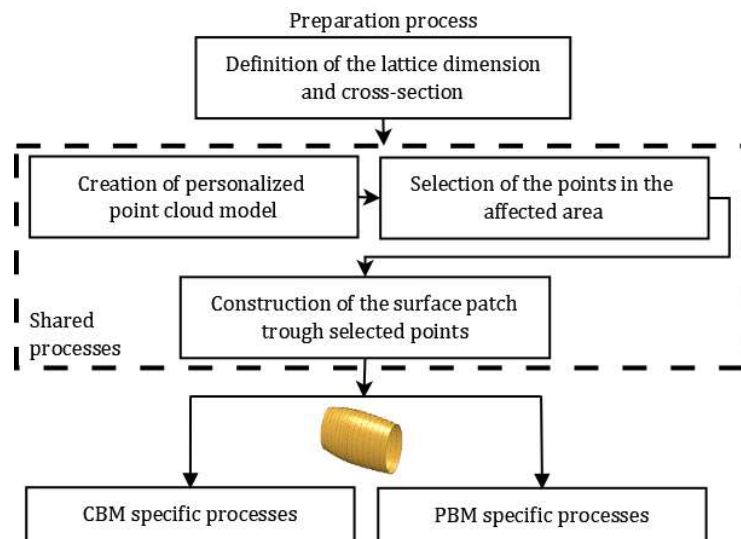 Preparation process
Definition of the lattice dimension
and cross-section
Creation of personalized
point cloud model
Selection of the points in the
affected area
Construction of the surface patch
trough selected points
Shared
processes
CBM specific processes
PBM specific processes